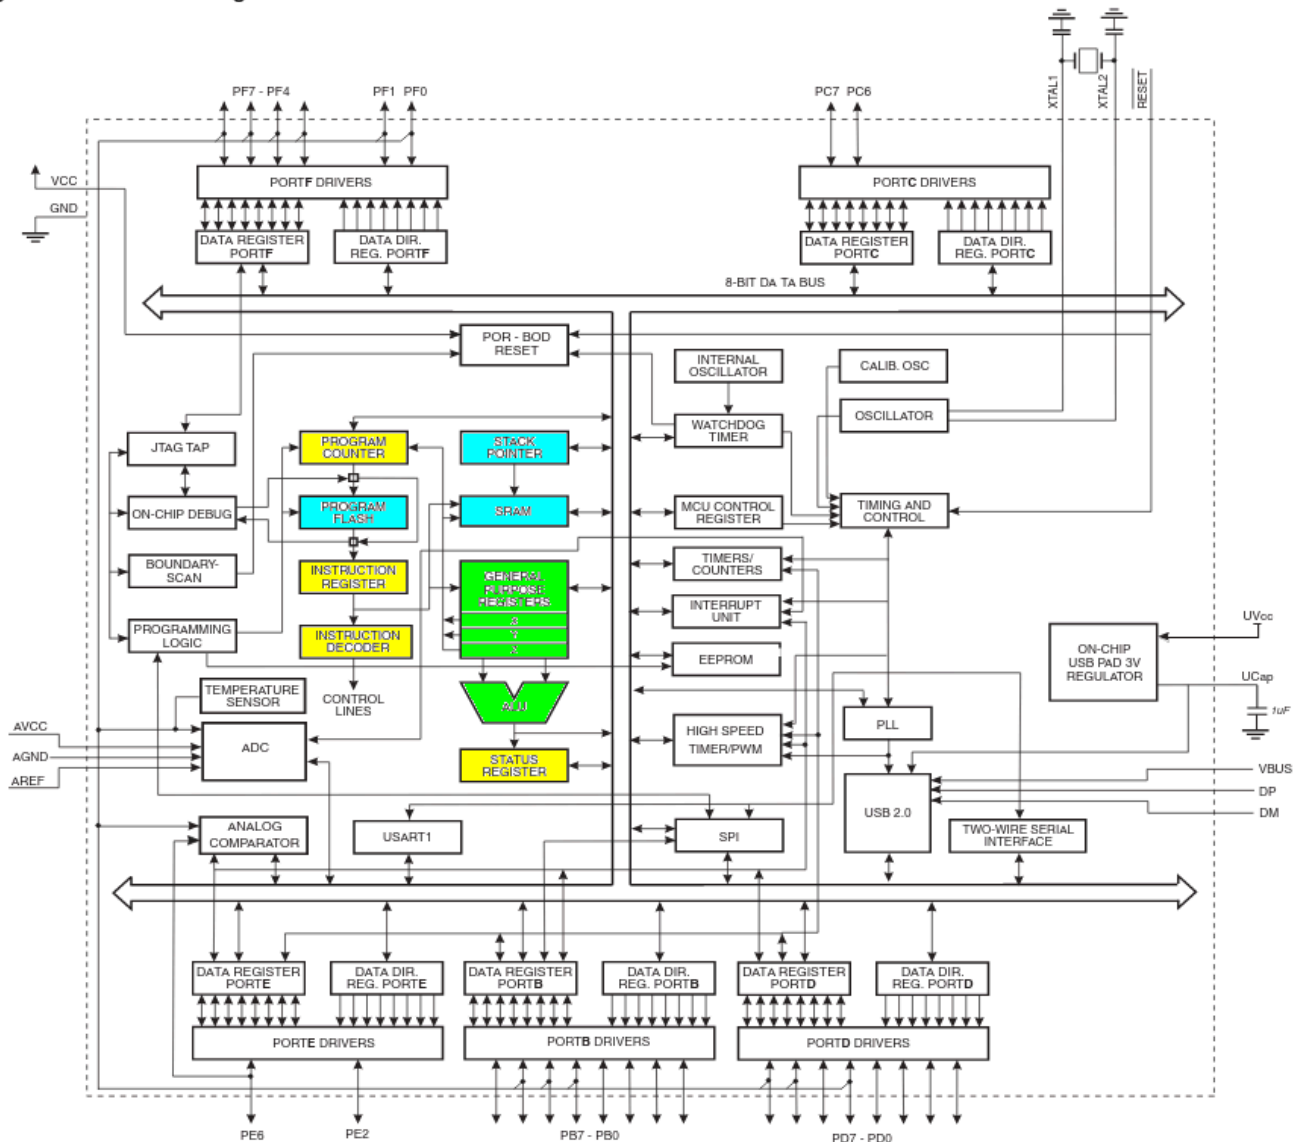 XTAL1
XTAL2
RESET
PF7 - PF4
PF1
PF0
PC7
PC6
VCC
GND
PORTF DRIVERS
PORTC DRIVERS
DATA REGISTER
PORTF
DATA DIR.
REG. PORTF
DATA REGISTER
PORTC
DATA DIR.
REG. PORTC
8-BIT DA TA BUS
POR - BOD
RESET
INTERNAL
OSCILLATOR
CALIB. OSC
WATCHDOG
TIMER
OSCILLATOR
JTAG TAP
PROGRAM
COUNTER
STACK
POINTER
ON-CHIP DEBUG
PROGRAM
FLASH
SRAM
MCU CONTROL
REGISTER
TIMING AND
CONTROL
BOUNDARY-
SCAN
INSTRUCTION
REGISTER
GENERAL
PURPOSE
REGISTERS
X
Y
Z
TIMERS/
COUNTERS
INTERRUPT
UNIT
PROGRAMMING
LOGIC
INSTRUCTION
DECODER
EEPROM
ON-CHIP
USB PAD 3V
REGULATOR
UVcc
UCap
1uF
TEMPERATURE
SENSOR
CONTROL
LINES
ALU
PLL
HIGH SPEED
TIMER/PWM
AVCC
AGND
AREF
ADC
STATUS
REGISTER
VBUS
DP
DM
ANALOG
COMPARATOR
USART1
SPI
USB 2.0
TWO-WIRE SERIAL
INTERFACE
DATA REGISTER
PORTE
DATA DIR.
REG. PORTE
DATA REGISTER
PORTB
DATA DIR.
REG. PORTB
DATA REGISTER
PORTD
DATA DIR.
REG. PORTD
PORTE DRIVERS
PORTB DRIVERS
PORTD DRIVERS
PE6
PE2
PB7 - PB0
PD7 - PD0